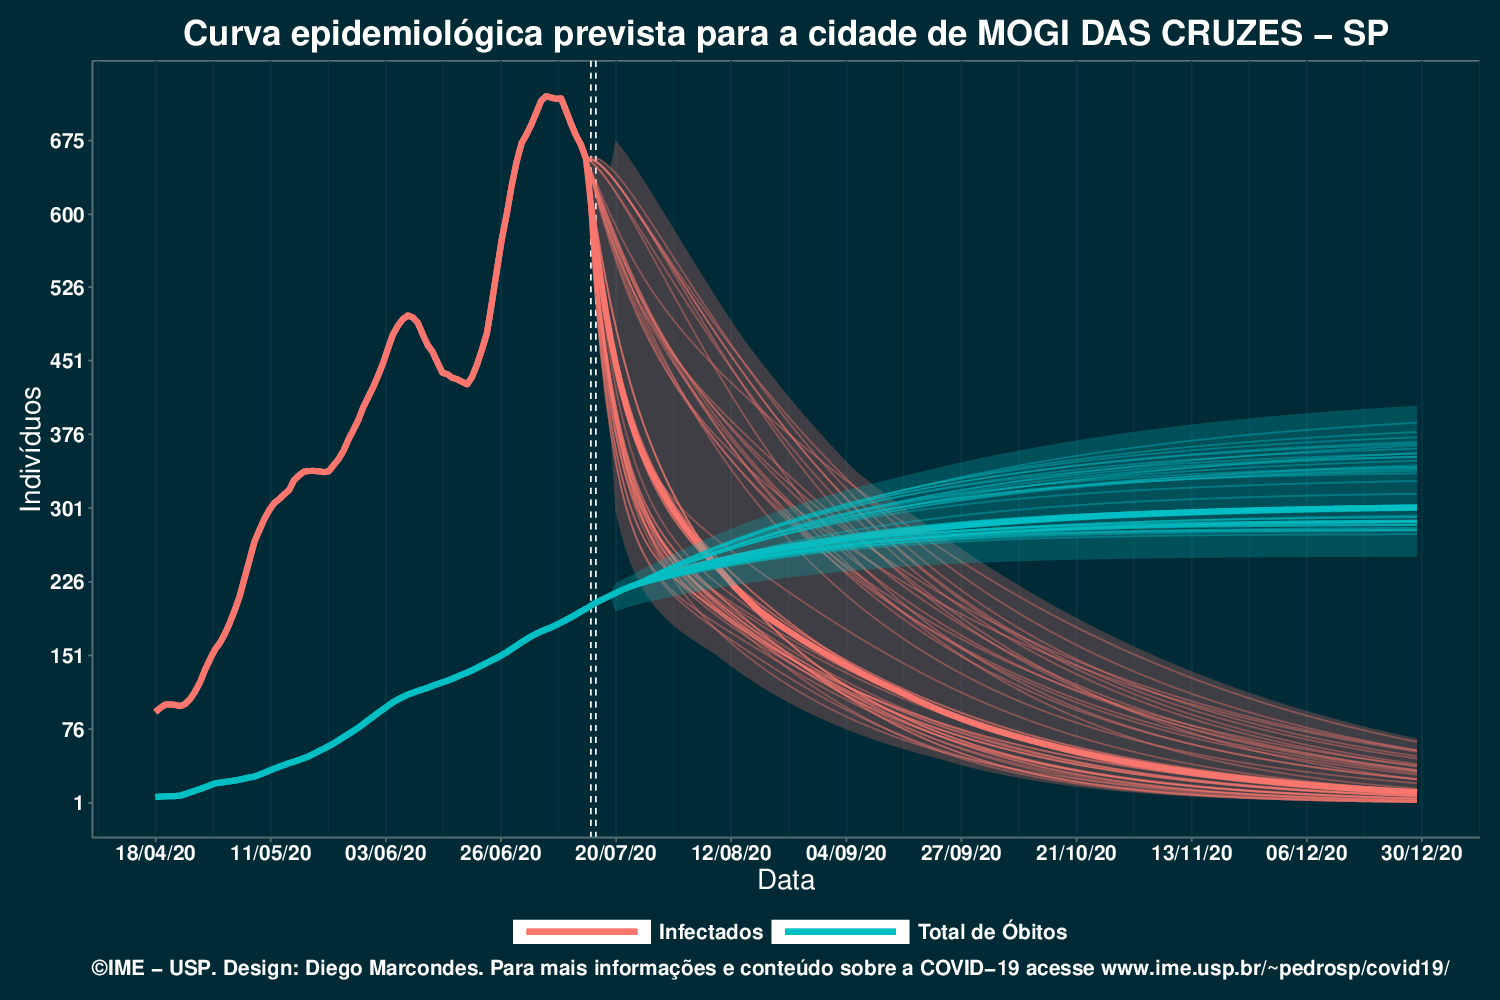 Curva epidemiológica prevista para a cidade de MOGI DAS CRUZES – SP
Indivíduos
675
600
526
451
376
301
226
151
76
1
18/04/20 11/05/20 03/06/20 26/06/20 20/07/20 12/08/20 04/09/20 27/09/20 21/10/20 13/11/20 06/12/20 30/12/20
Data
Infectados Total de Óbitos
©IME – USP. Design: Diego Marcondes. Para mais informações e conteúdo sobre a COVID–19 acesse www.ime.usp.br/~pedrosp/covid19/